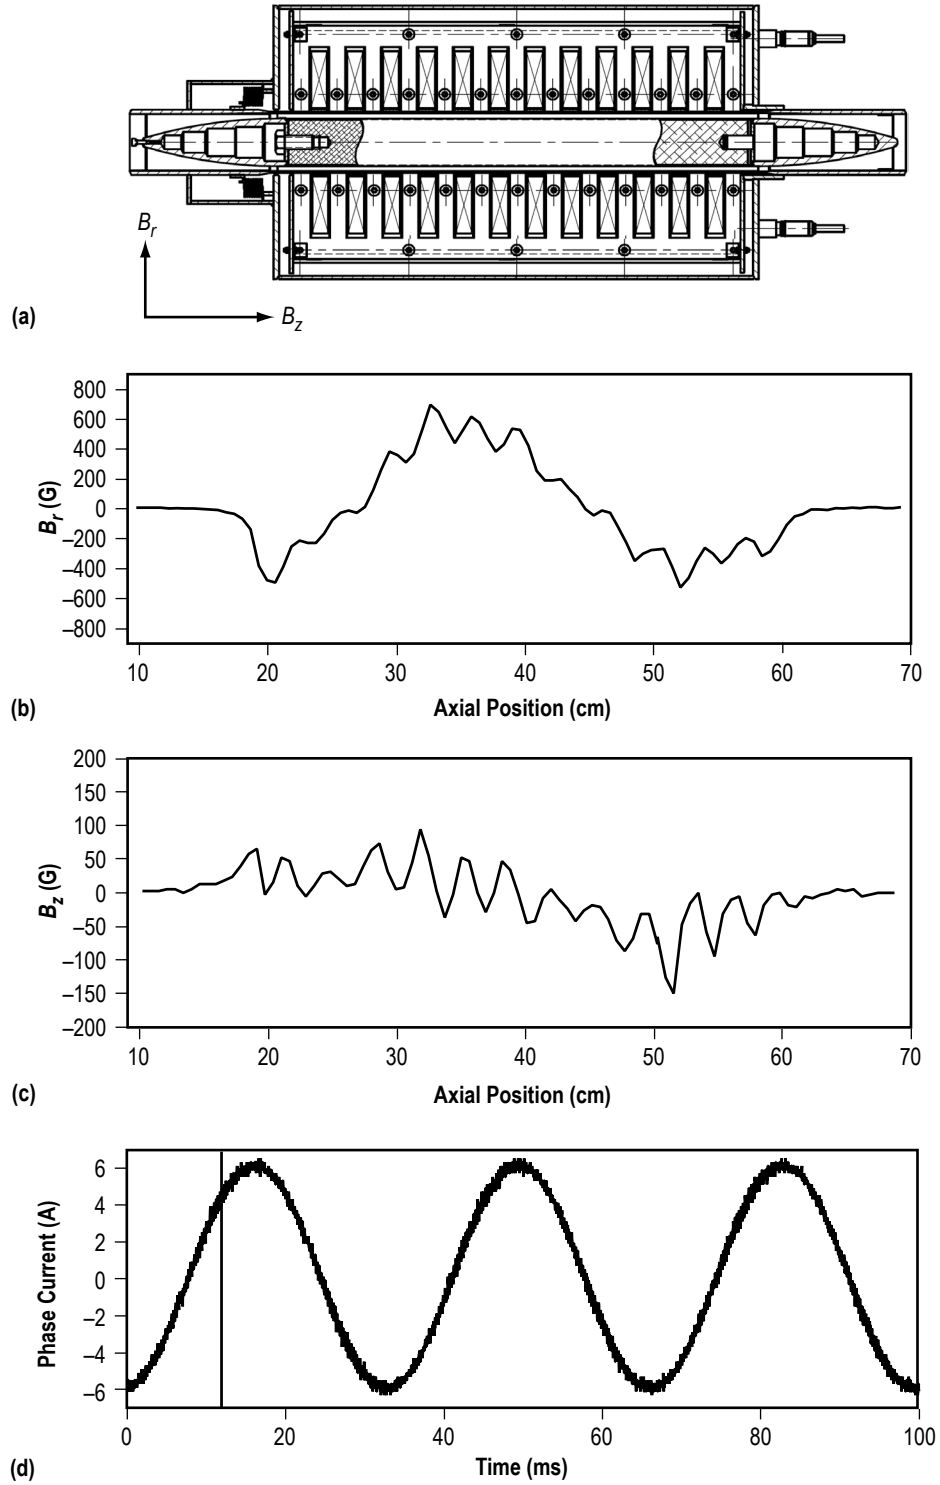 B_r
B_z
(a)
800
600
400
200
0
–200
–400
–600
–800
B_r (G)
10 20 30 40 50 60 70
Axial Position (cm)
(b)
200
150
100
50
0
–50
–100
–150
–200
B_z (G)
10 20 30 40 50 60 70
Axial Position (cm)
(c)
6
4
2
0
–2
–4
–6
Phase Current (A)
0 20 40 60 80 100
Time (ms)
(d)